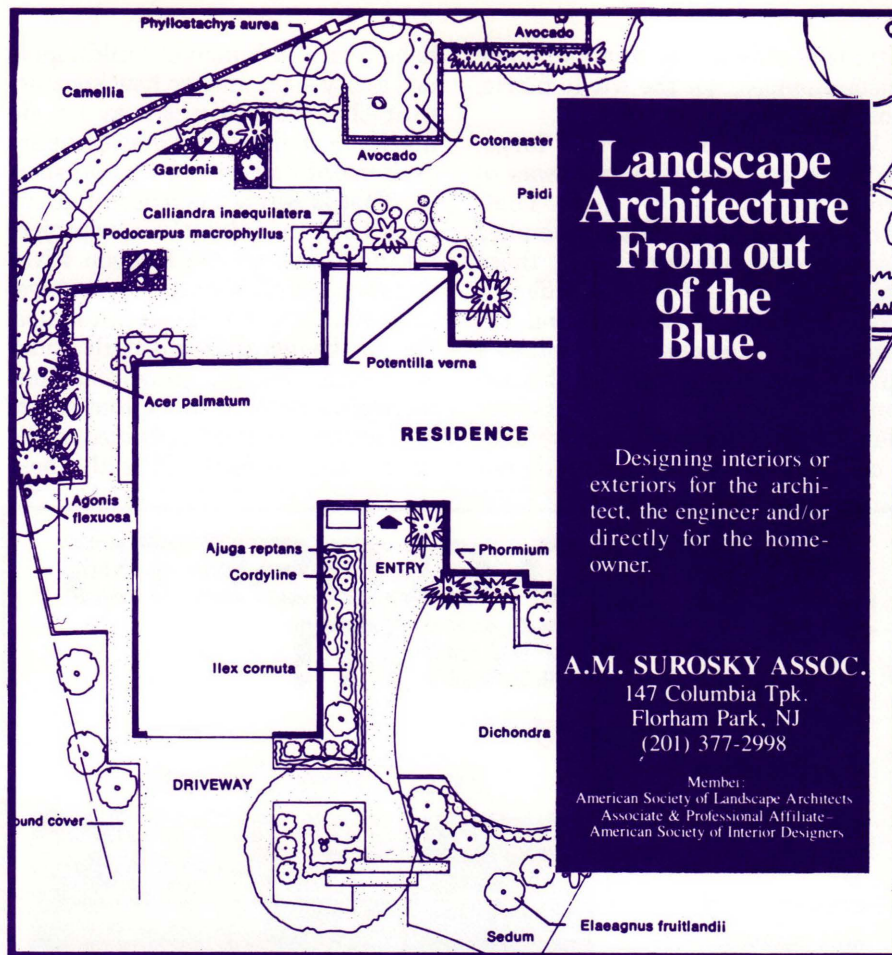 Phyllostachys aurea
Avocado
Camellia
Cotoneaster
Avocado
Gardenia
Psidi
Calliandra inaequilatera
Podocarpus macrophyllus
Potentilla verna
Acer palmatum
RESIDENCE
Agonis
flexuosa
Ajuga reptans
ENTRY
Phormium
Cordyline
Ilex cornuta
Dichondra
DRIVEWAY
ound cover
Elaeagnus fruitlandii
Sedum
Landscape
Architecture
From out
of the
Blue.
Designing interiors or
exteriors for the archi-
tect, the engineer and/or
directly for the home-
owner.
A.M. SUROSKY ASSOC.
147 Columbia Tpk.
Florham Park, NJ
(201) 377-2998
Member:
American Society of Landscape Architects
Associate & Professional Affiliate–
American Society of Interior Designers